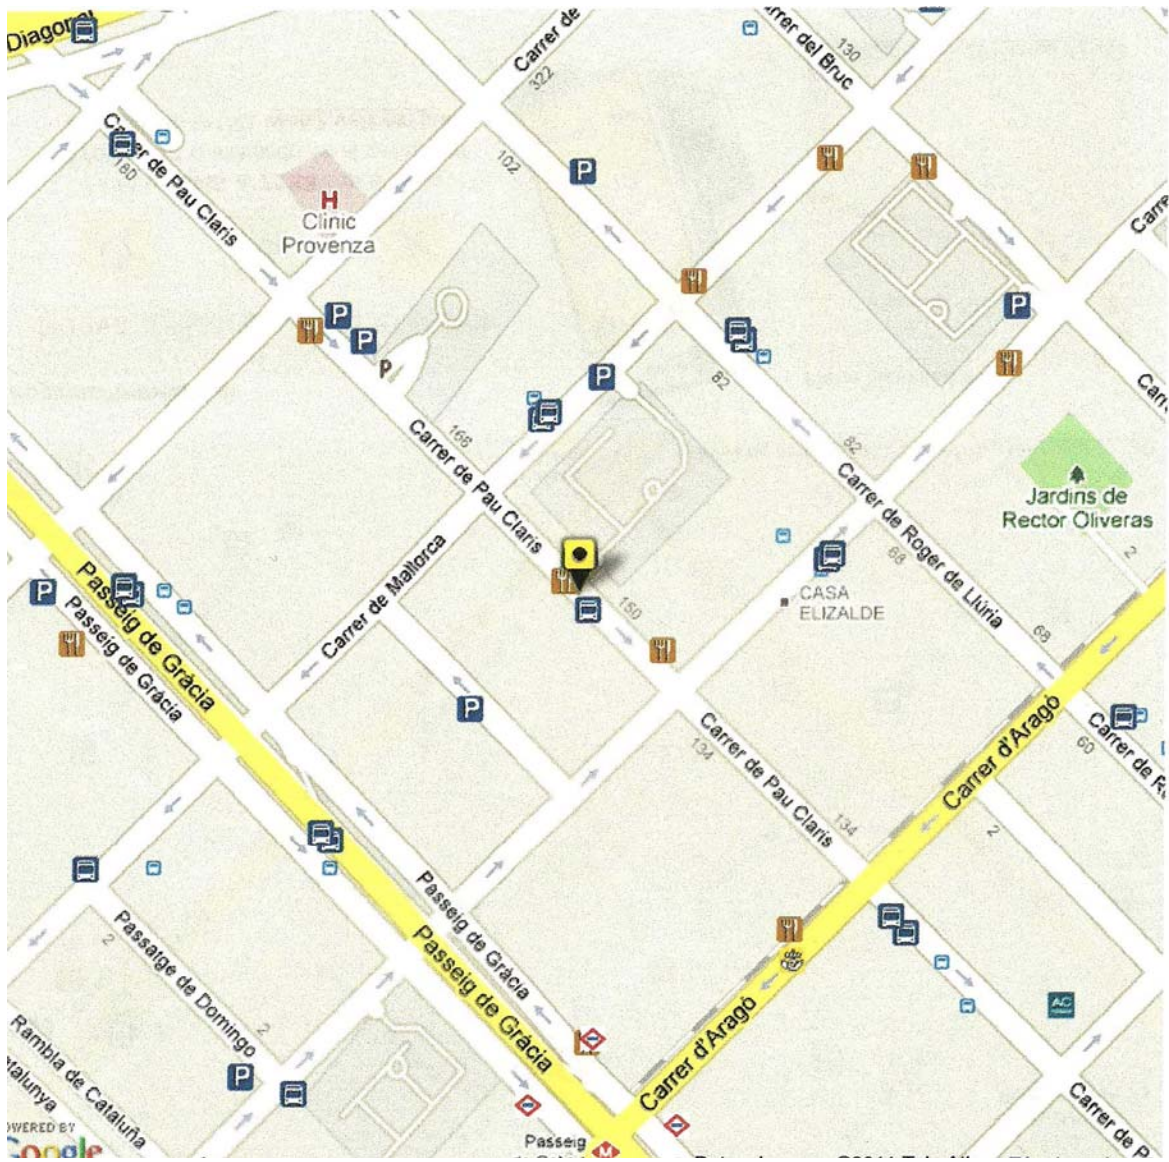 Diagonal
Carrer de
322
Carrer del Bruc
130
Carrer de Pau Claris
180
102
H
Clinic
Provenza
P
P
P
P
P
P
82
82
168
Carrer de Pau Claris
Carrer de Roger de Llúria
Jardins de
Rector Oliveras
2
68
68
Carrer de Mallorca
CASA
ELIZALDE
150
P
Passeig de Gràcia
Passeig de Gràcia
P
134
Carrer de Pau Claris
134
Carrer d'Aragó
60
2
Passeig de Gràcia
Passeig de Gràcia
Passatge de Domingo
2
2
P
Rambla de Cataluña
Carrer d'Aragó
AC
Carrer de P
Passeig
M
POWERED BY
Google